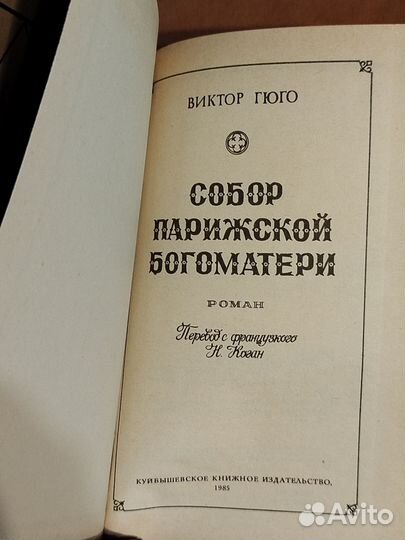 ВИКТОР ГЮГО
СОБОР
ПАРИЖСКОЙ
БОГОМАТЕРИ
РОМАН
Перевод с французского
Н. Коган
КУЙБЫШЕВСКОЕ КНИЖНОЕ ИЗДАТЕЛЬСТВО,
1985
Avito